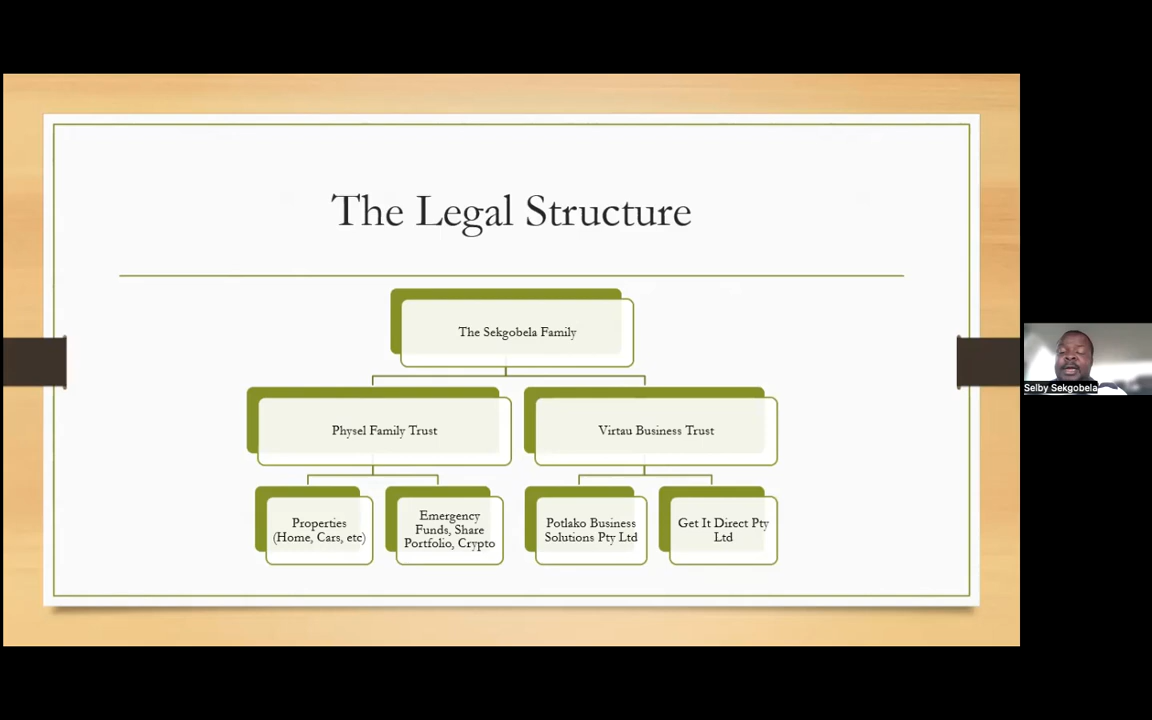 The Legal Structure
The Sekgobela Family
Physel Family Trust
Virtau Business Trust
Properties
(Home, Cars, etc)
Emergency
Funds, Share
Portfolio, Crypto
Potlako Business
Solutions Pty Ltd
Get It Direct Pty
Ltd
Selby Sekgobela